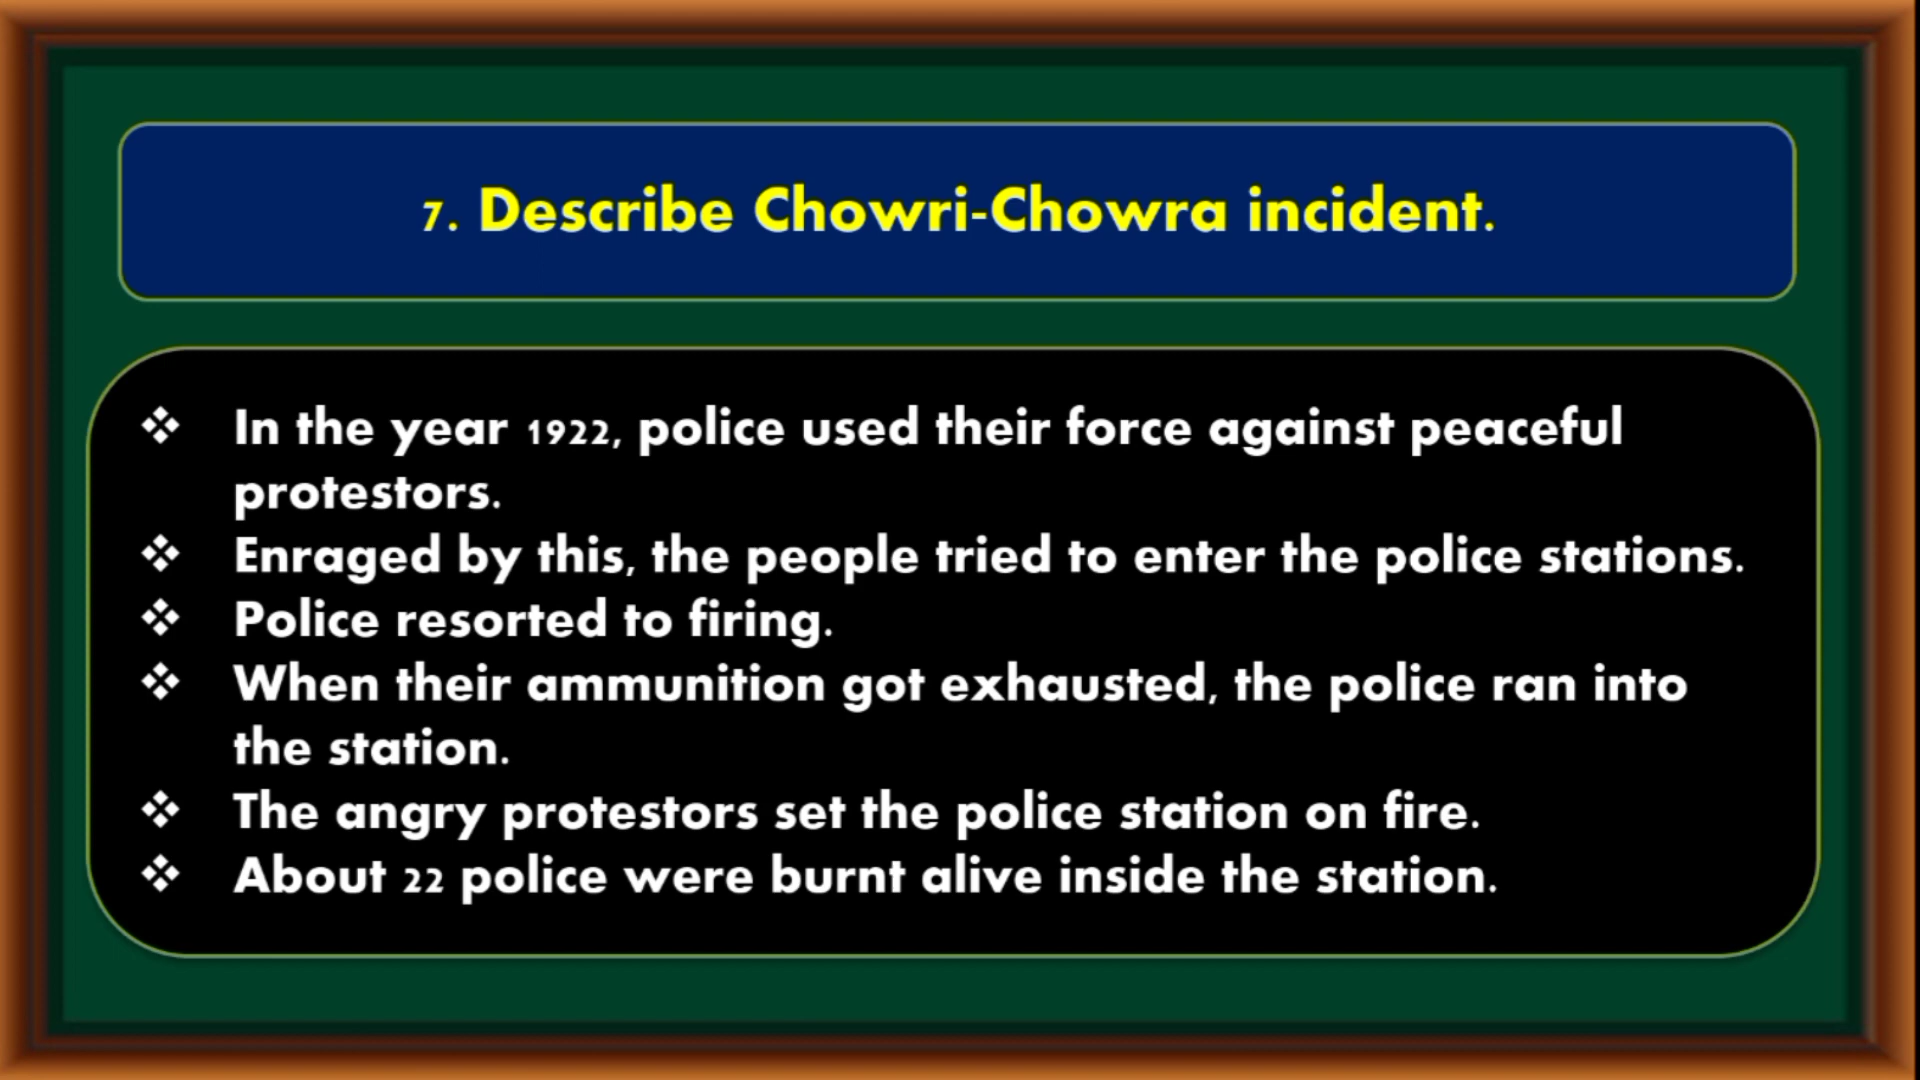 7. Describe Chowri-Chowra incident.
❖ In the year 1922, police used their force against peaceful
protestors.
❖ Enraged by this, the people tried to enter the police stations.
❖ Police resorted to firing.
❖ When their ammunition got exhausted, the police ran into
the station.
❖ The angry protestors set the police station on fire.
❖ About 22 police were burnt alive inside the station.